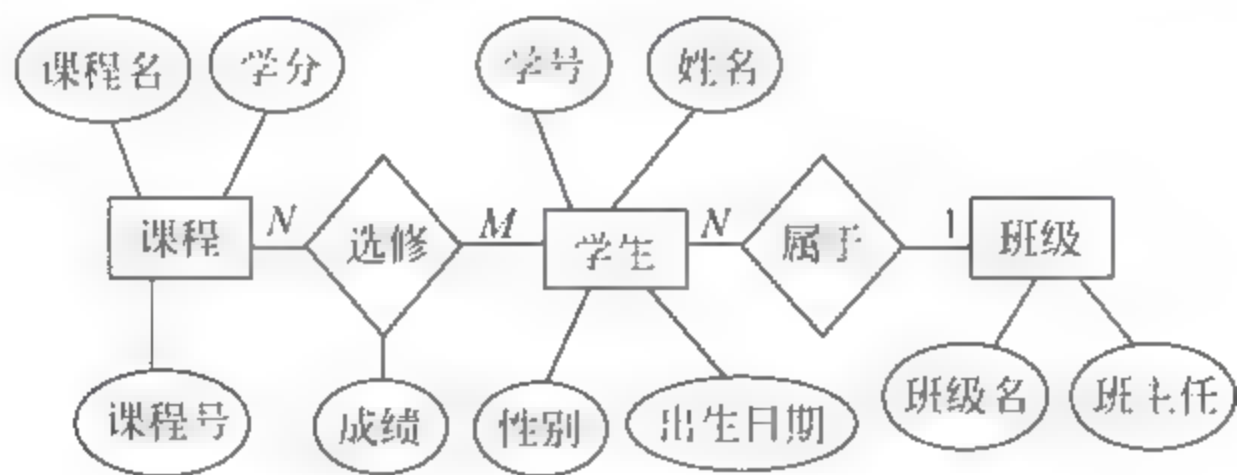 课程名 学分 学号 姓名
课程 N 选修 M 学生 N 属于 1 班级
课程号 成绩 性别 出生日期 班级名 班主任